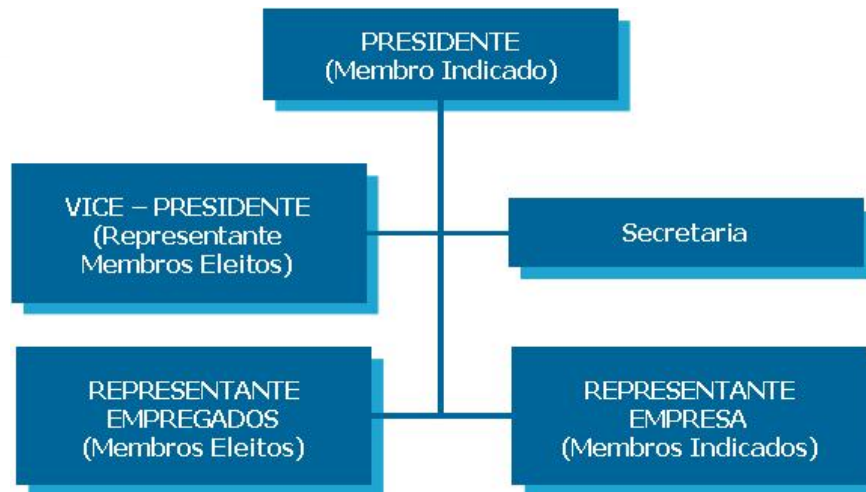 PRESIDENTE
(Membro Indicado)
VICE – PRESIDENTE
(Representante
Membros Eleitos)
Secretaria
REPRESENTANTE
EMPREGADOS
(Membros Eleitos)
REPRESENTANTE
EMPRESA
(Membros Indicados)